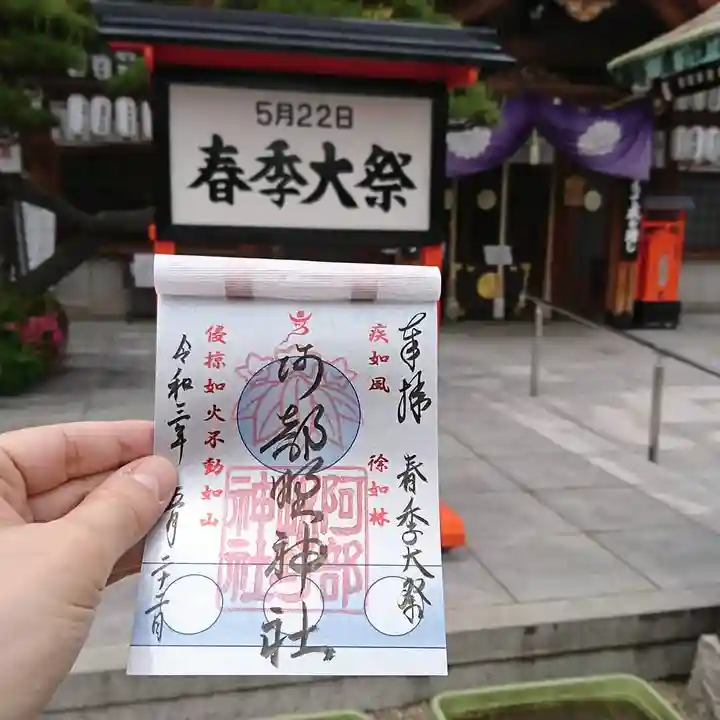 5月22日
春季大祭
奉拝 春季大祭
疾如風 徐如林
阿部野神社
阿部野神社
侵掠如火不動如山
令和三年 五月二十二日